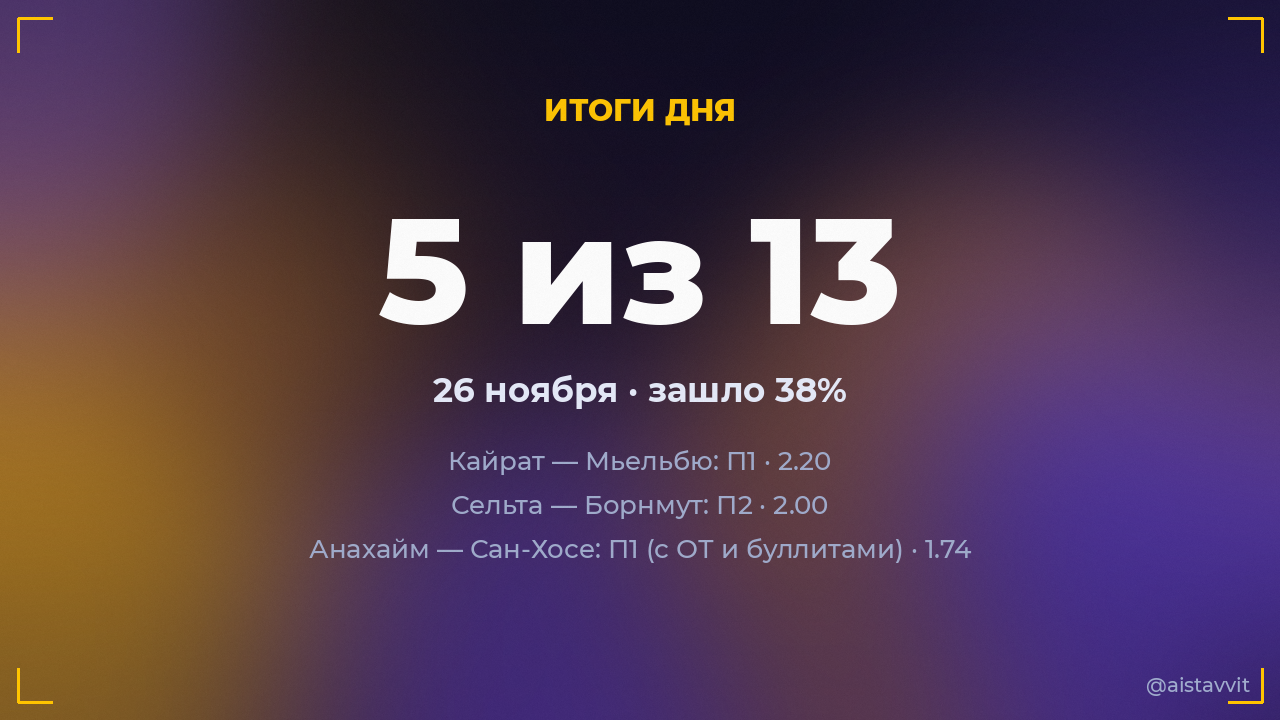 ИТОГИ ДНЯ
5 из 13
26 ноября · зашло 38%
Кайрат — Мьельбю: П1 · 2.20
Сельта — Борнмут: П2 · 2.00
Анахайм — Сан-Хосе: П1 (с ОТ и буллитами) · 1.74
@aistavvit